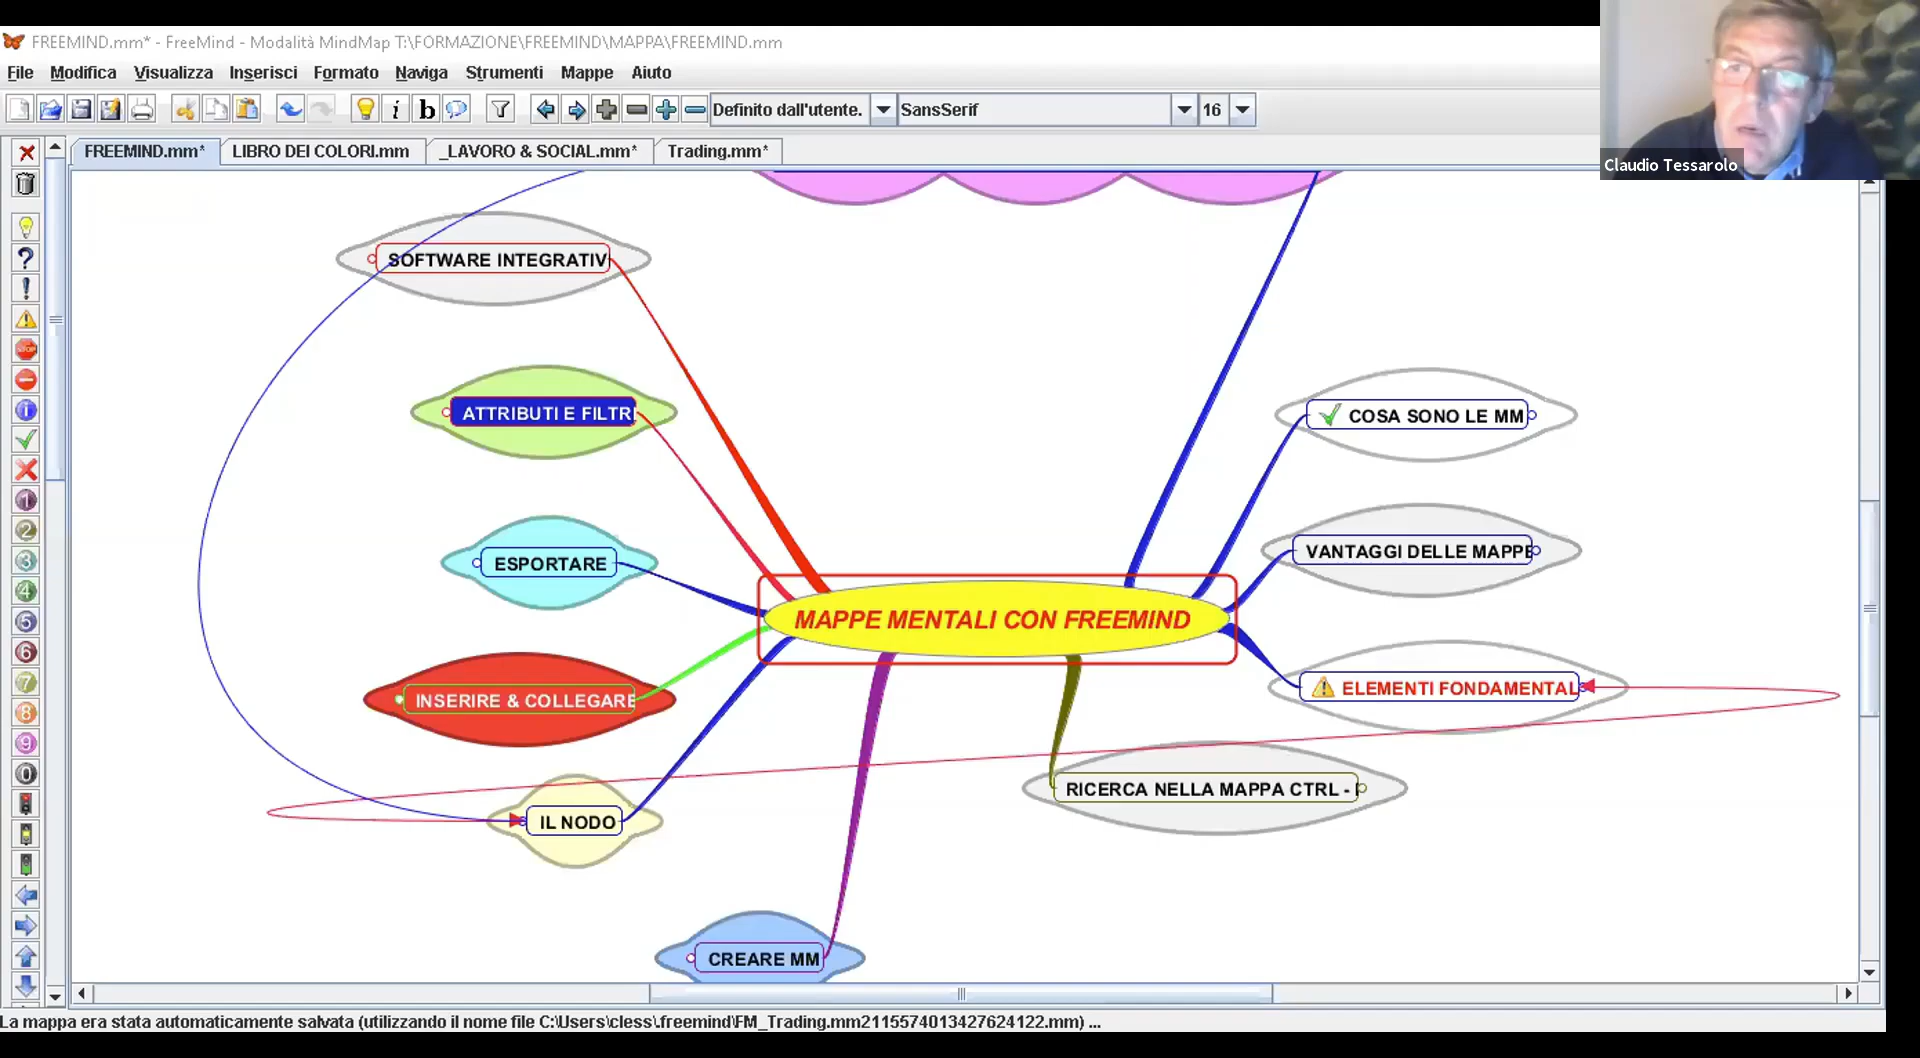 FREEMIND.mm* - FreeMind - Modalità MindMap T:\FORMAZIONE\FREEMIND\MAPPA\FREEMIND.mm
File Modifica Visualizza Inserisci Formato Naviga Strumenti Mappe Aiuto
Definito dall'utente. SansSerif 16
FREEMIND.mm* LIBRO DEI COLORI.mm _LAVORO & SOCIAL.mm* Trading.mm*
Claudio Tessarolo
SOFTWARE INTEGRATIV
ATTRIBUTI E FILTR
COSA SONO LE MM
ESPORTARE
VANTAGGI DELLE MAPPE
MAPPE MENTALI CON FREEMIND
INSERIRE & COLLEGARE
ELEMENTI FONDAMENTAL
IL NODO
RICERCA NELLA MAPPA CTRL -
CREARE MM
La mappa era stata automaticamente salvata (utilizzando il nome file C:\Users\cless\.freemind\FM_Trading.mm2115574013427624122.mm) ...